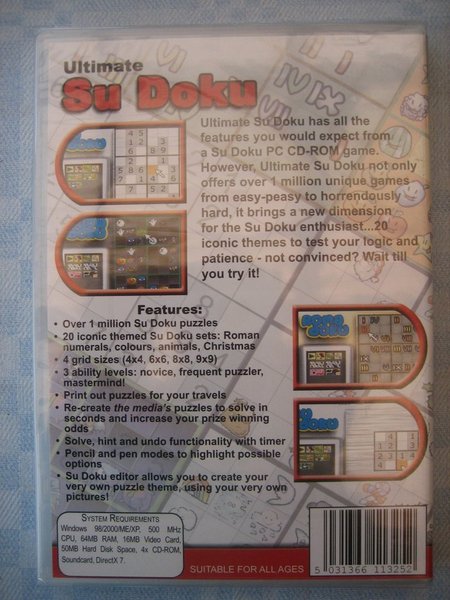 Ultimate
Su Doku
Ultimate Su Doku has all the
features you would expect from
a Su Doku PC CD-ROM game.
However, Ultimate Su Doku not only
offers over 1 million unique games
from easy-peasy to horrendously
hard, it brings a new dimension
for the Su Doku enthusiast...20
iconic themes to test your logic and
patience - not convinced? Wait till
you try it!
Features:
• Over 1 million Su Doku puzzles
• 20 iconic themed Su Doku sets: Roman
numerals, colours, animals, Christmas
• 4 grid sizes (4x4, 6x6, 8x8, 9x9)
• 3 ability levels: novice, frequent puzzler,
mastermind!
• Print out puzzles for your travels
• Re-create the media's puzzles to solve in
seconds and increase your prize winning
odds
• Solve, hint and undo functionality with timer
• Pencil and pen modes to highlight possible
options
• Su Doku editor allows you to create your
very own puzzle theme, using your very own
pictures!
SYSTEM REQUIREMENTS
Windows 98/2000/ME/XP, 500 MHz
CPU, 64MB RAM, 16MB Video Card,
50MB Hard Disk Space, 4x CD-ROM,
Soundcard, DirectX 7.
SUITABLE FOR ALL AGES
5 031366 113252